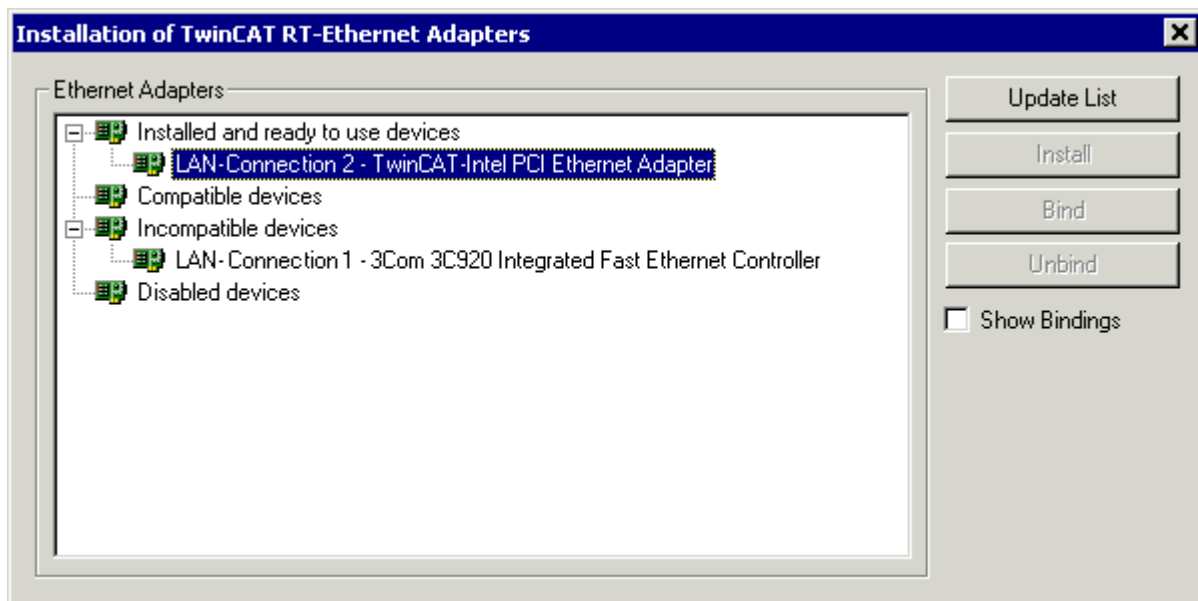 Installation of TwinCAT RT-Ethernet Adapters
Ethernet Adapters
Installed and ready to use devices
LAN-Connection 2 - TwinCAT-Intel PCI Ethernet Adapter
Compatible devices
Incompatible devices
LAN-Connection 1 - 3Com 3C920 Integrated Fast Ethernet Controller
Disabled devices
Update List
Install
Bind
Unbind
Show Bindings